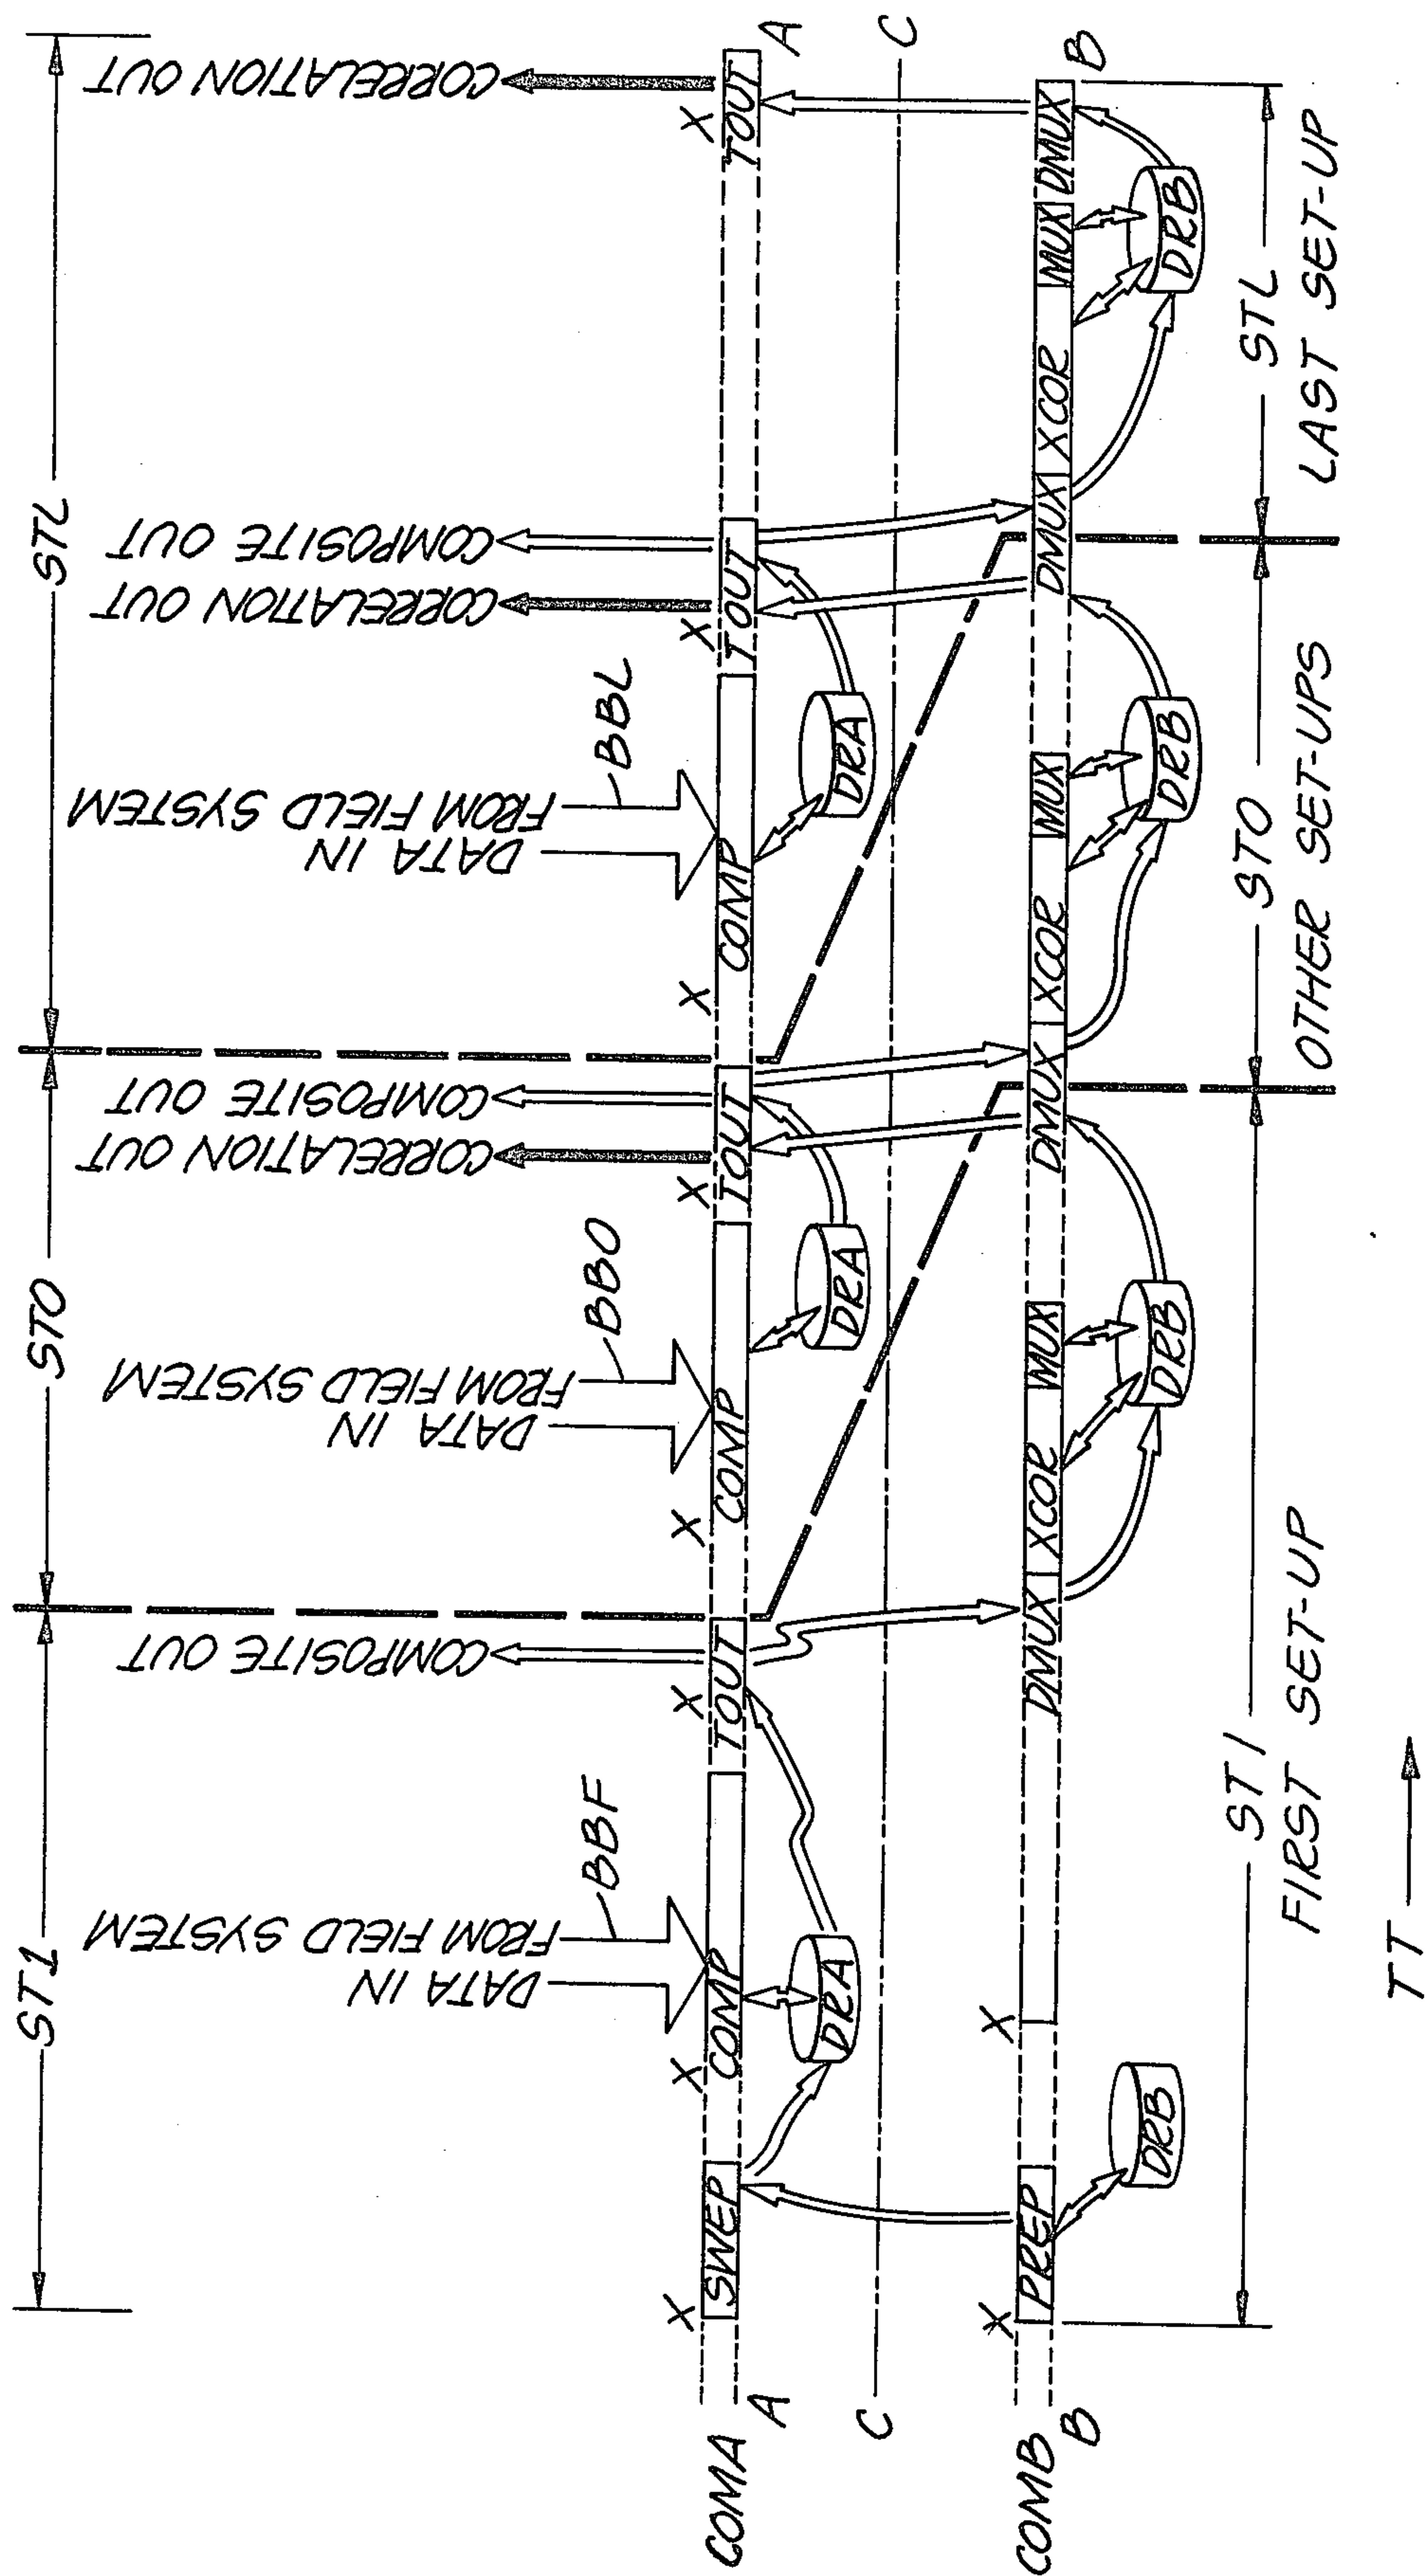 ST1
STO
STL
COMPOSITE OUT
CORRELATION OUT
COMPOSITE OUT
CORRELATION OUT
COMPOSITE OUT
CORRELATION OUT
DATA IN
FROM FIELD SYSTEM
BBF
DATA IN
FROM FIELD SYSTEM
BBO
DATA IN
FROM FIELD SYSTEM
BBL
X
X
X
X
X
X
X
X
COMA
SWEP
COMP
TOUT
COMP
TOUT
COMP
TOUT
TOUT
A
A
DRA
DRA
DRA
C
C
X
X
COMB
PREP
DMUX
XCOR
MUX
DMUX
XCOR
MUX
DMUX
XCOR
MUX
DMUX
B
B
DRB
DRB
DRB
DRB
ST1
FIRST SET-UP
STO
OTHER SET-UPS
STL
LAST SET-UP
TT